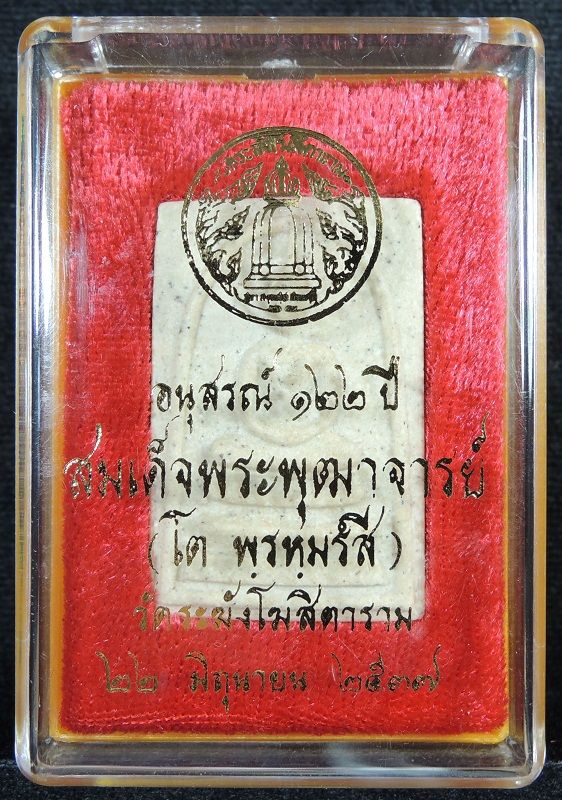 อนุสรณ์ ๑๒๒ ปี
สมเด็จพระพุฒาจารย์
(โต พฺรหฺมรํสี)
วัดระฆังโฆสิตาราม
๒๒ มิถุนายน ๒๕๓๗